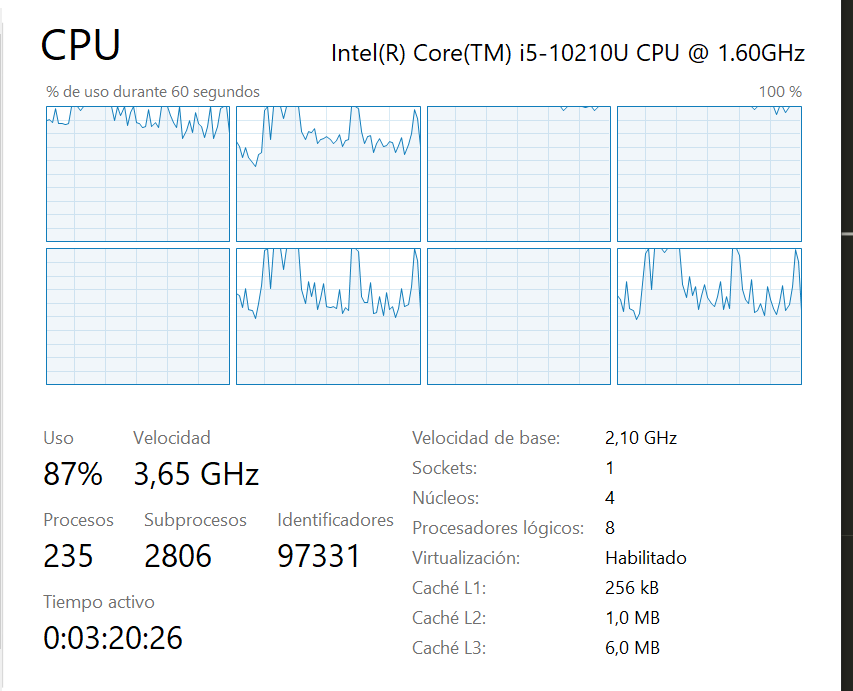 CPU
Intel(R) Core(TM) i5-10210U CPU @ 1.60GHz
% de uso durante 60 segundos
100 %
Uso
Velocidad
87%
3,65 GHz
Procesos
Subprocesos
Identificadores
235
2806
97331
Tiempo activo
0:03:20:26
Velocidad de base: 2,10 GHz
Sockets: 1
Núcleos: 4
Procesadores lógicos: 8
Virtualización: Habilitado
Caché L1: 256 kB
Caché L2: 1,0 MB
Caché L3: 6,0 MB